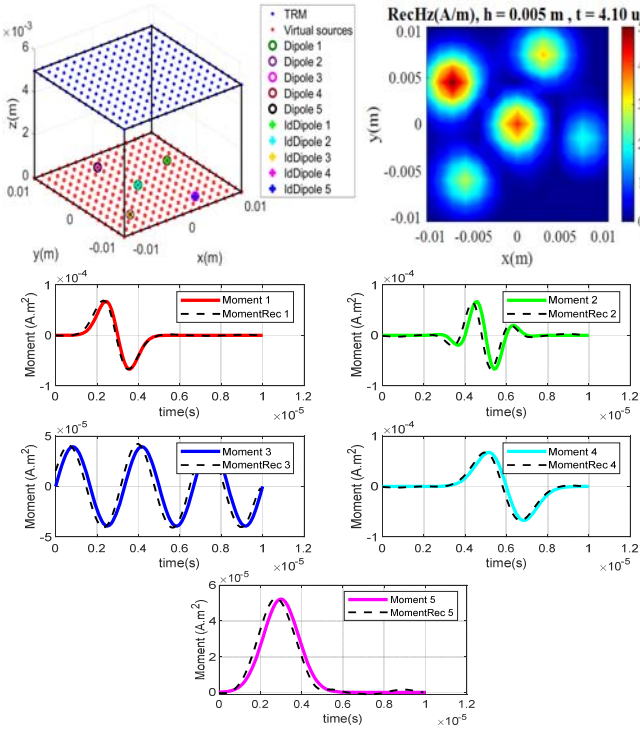 ×10⁻³
6
4
2
0
z(m)
0.01
0
-0.01
y(m)
-0.01
0
0.01
x(m)
TRM
Virtual sources
Dipole 1
Dipole 2
Dipole 3
Dipole 4
Dipole 5
IdDipole 1
IdDipole 2
IdDipole 3
IdDipole 4
IdDipole 5
RecHz(A/m), h = 0.005 m , t = 4.10 u
0.01
0.005
0
-0.005
-0.01
y(m)
-0.01
-0.005
0
0.005
0.01
x(m)
×10⁻⁴
1
0
-1
Moment (A.m²)
Moment 1
MomentRec 1
0 0.2 0.4 0.6 0.8 1 1.2
time(s)
×10⁻⁵
×10⁻⁴
1
0
-1
Moment (A.m²)
Moment 2
MomentRec 2
0 0.2 0.4 0.6 0.8 1 1.2
time(s)
×10⁻⁵
×10⁻⁵
5
0
-5
Moment (A.m²)
Moment 3
MomentRec 3
0 0.2 0.4 0.6 0.8 1 1.2
time(s)
×10⁻⁵
×10⁻⁴
1
0
-1
Moment (A.m²)
Moment 4
MomentRec 4
0 0.2 0.4 0.6 0.8 1 1.2
time(s)
×10⁻⁵
×10⁻⁵
6
4
2
0
Moment (A.m²)
Moment 5
MomentRec 5
0 0.2 0.4 0.6 0.8 1 1.2
time(s)
×10⁻⁵